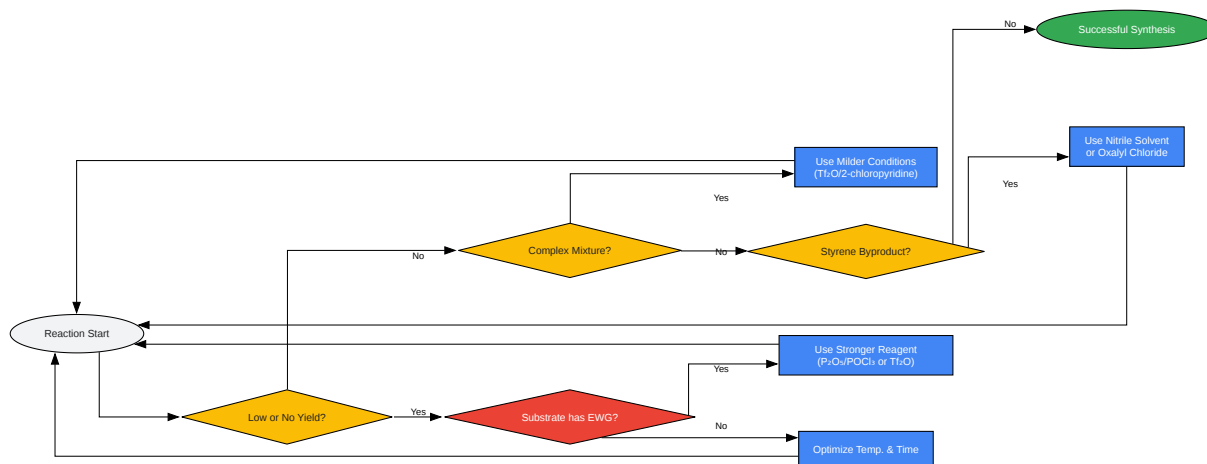 No
Successful Synthesis
Use Nitrile Solvent
or Oxalyl Chloride
Use Milder Conditions
(Tf₂O/2-chloropyridine)
Yes
Yes
Complex Mixture?
No
Styrene Byproduct?
No
Reaction Start
Use Stronger Reagent
(P₂O₅/POCl₃ or Tf₂O)
Yes
Low or No Yield?
Yes
Substrate has EWG?
No
Optimize Temp. & Time